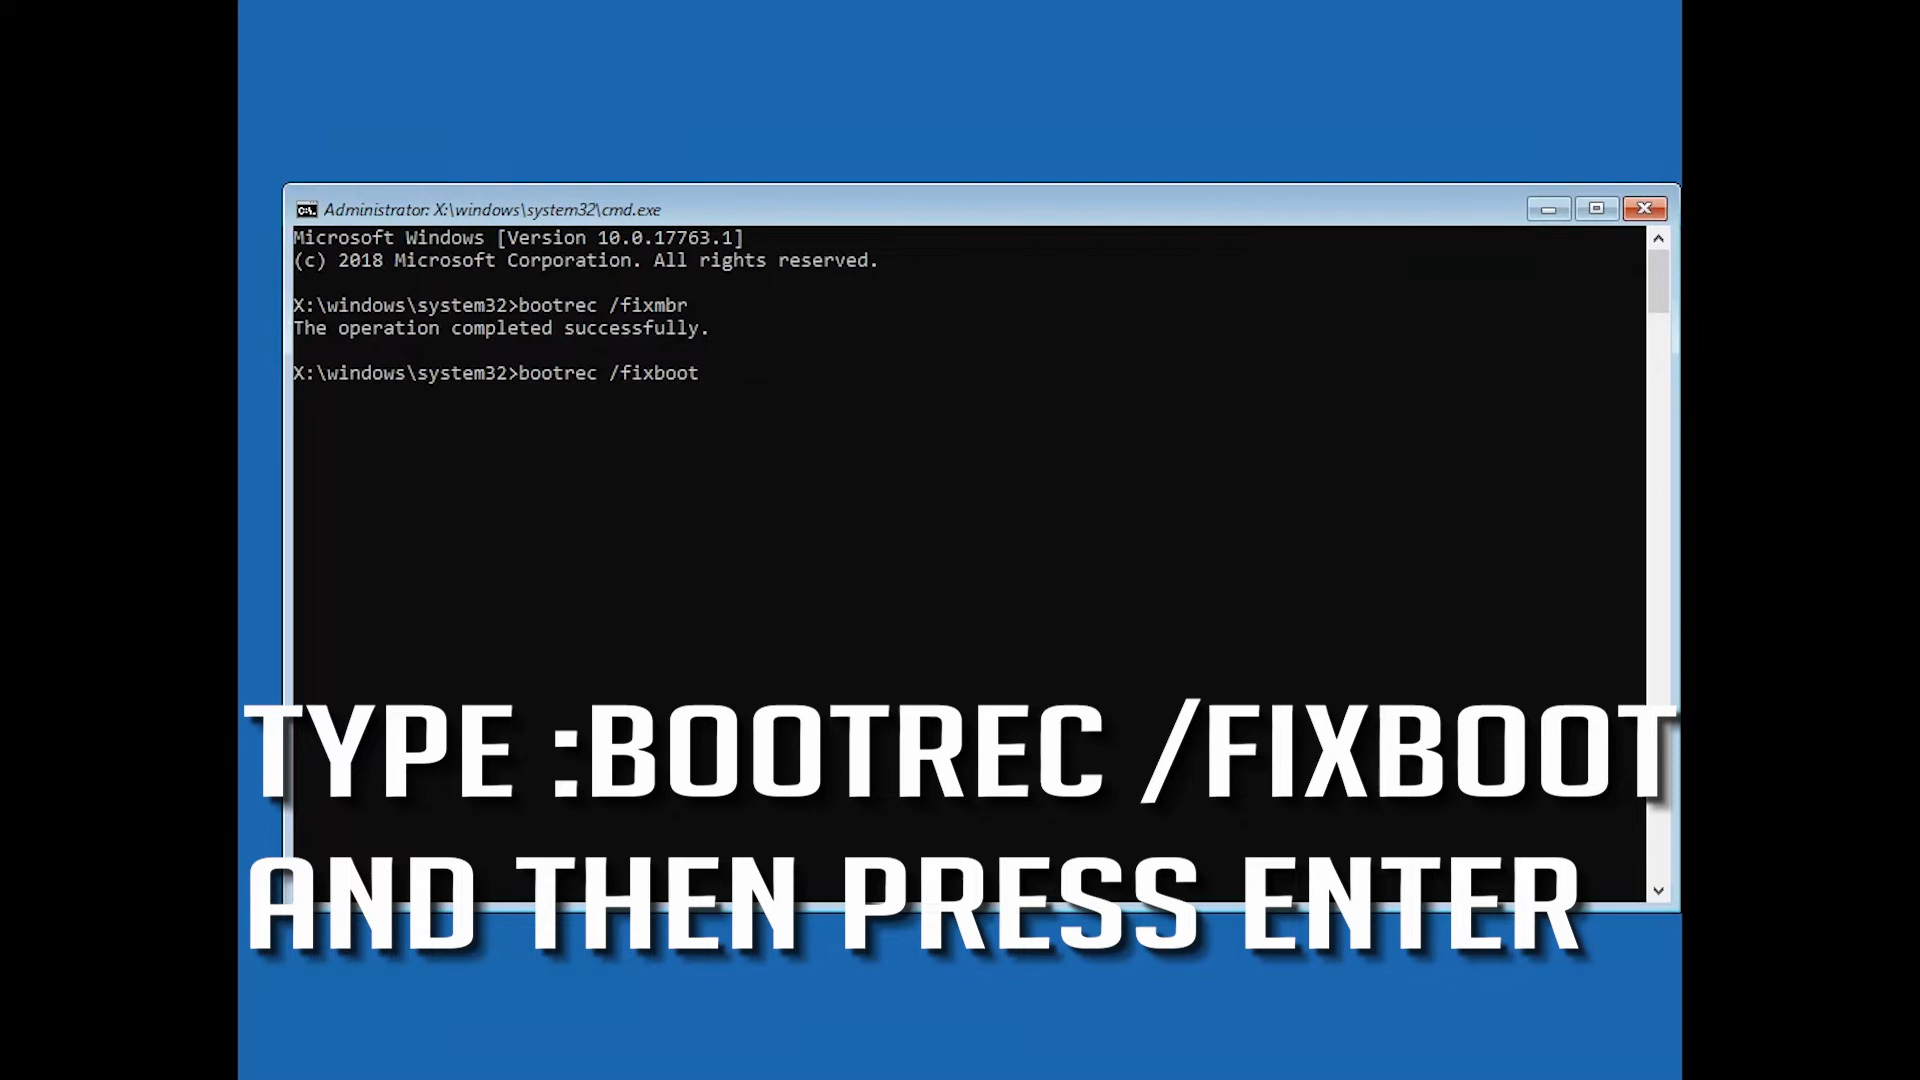 Administrator: X:\windows\system32\cmd.exe
Microsoft Windows [Version 10.0.17763.1]
(c) 2018 Microsoft Corporation. All rights reserved.
X:\windows\system32>bootrec /fixmbr
The operation completed successfully.
X:\windows\system32>bootrec /fixboot
TYPE :BOOTREC /FIXBOOT
AND THEN PRESS ENTER